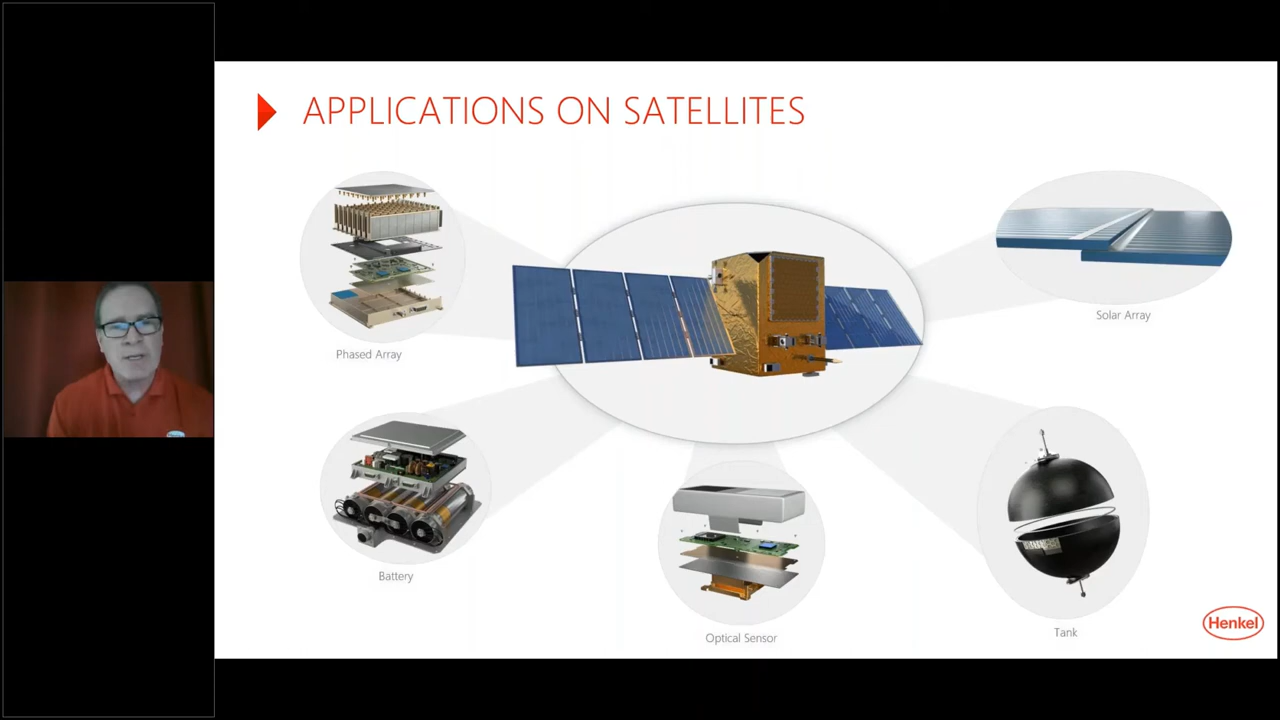 APPLICATIONS ON SATELLITES
Phased Array
Solar Array
Battery
Optical Sensor
Tank
Henkel